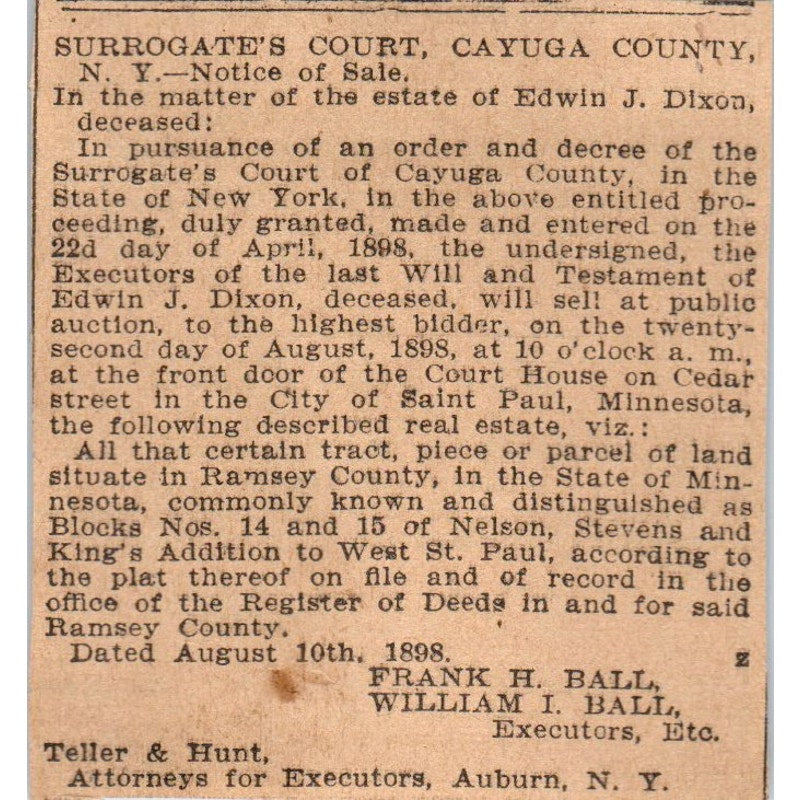 SURROGATE'S COURT, CAYUGA COUNTY,
N. Y.—Notice of Sale.
In the matter of the estate of Edwin J. Dixon,
deceased:
In pursuance of an order and decree of the
Surrogate's Court of Cayuga County, in the
State of New York, in the above entitled pro-
ceeding, duly granted, made and entered on the
22d day of April, 1898, the undersigned, the
Executors of the last Will and Testament of
Edwin J. Dixon, deceased, will sell at public
auction, to the highest bidder, on the twenty-
second day of August, 1898, at 10 o'clock a. m.,
at the front door of the Court House on Cedar
street in the City of Saint Paul, Minnesota,
the following described real estate, viz.:
All that certain tract, piece or parcel of land
situate in Ramsey County, in the State of Min-
nesota, commonly known and distinguished as
Blocks Nos. 14 and 15 of Nelson, Stevens and
King's Addition to West St. Paul, according to
the plat thereof on file and of record in the
office of the Register of Deeds in and for said
Ramsey County.
Dated August 10th, 1898. z
FRANK H. BALL,
WILLIAM I. BALL,
Executors, Etc.
Teller & Hunt,
Attorneys for Executors, Auburn, N. Y.